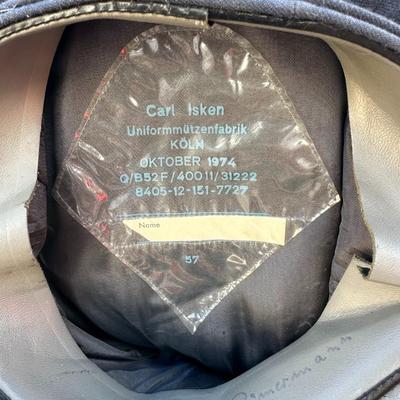 Carl Isken
Uniformmützenfabrik
KÖLN
OKTOBER 1974
Q/B52F/40011/31222
8405-12-151-7727
Name
57